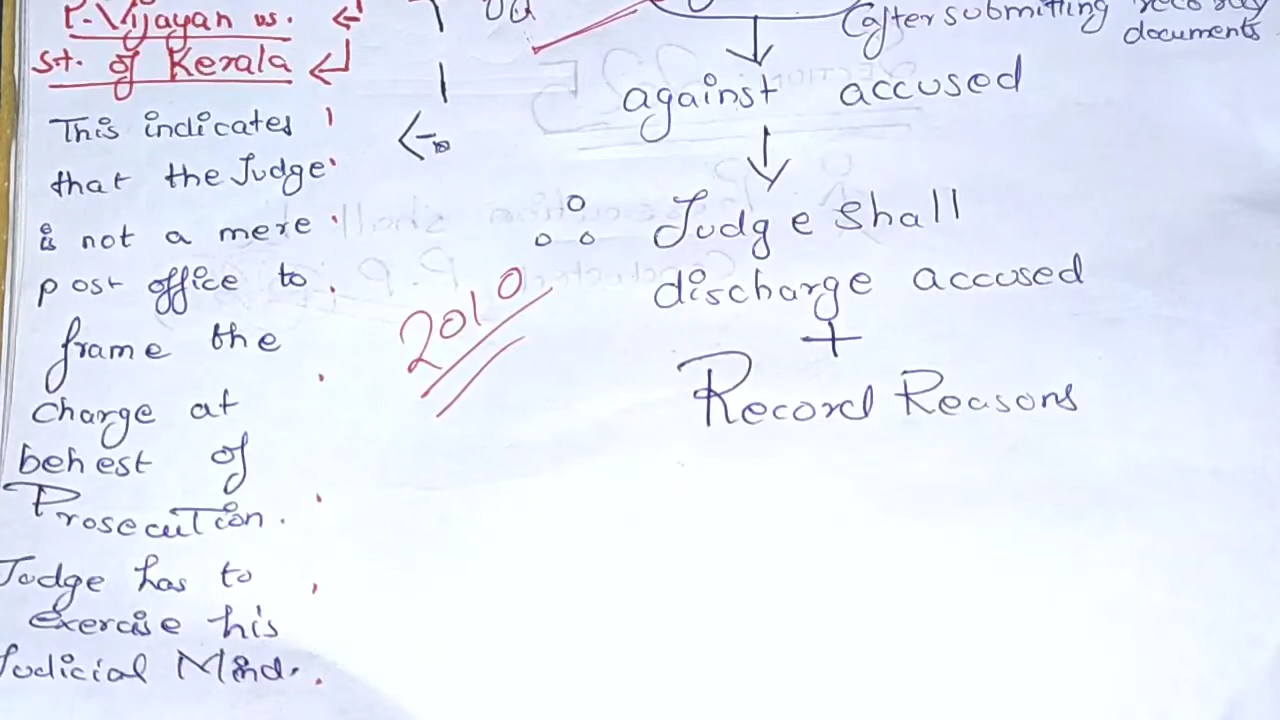 P. Vijayan vs.
St. of Kerala
This indicates
that the Judge
is not a mere
post office to
frame the
charge at
behest of
Prosecution.
Judge has to
exercise his
Judicial Mind.
2010
(after submitting
documents
against accused
∴ Judge shall
discharge accused
+
Record Reasons